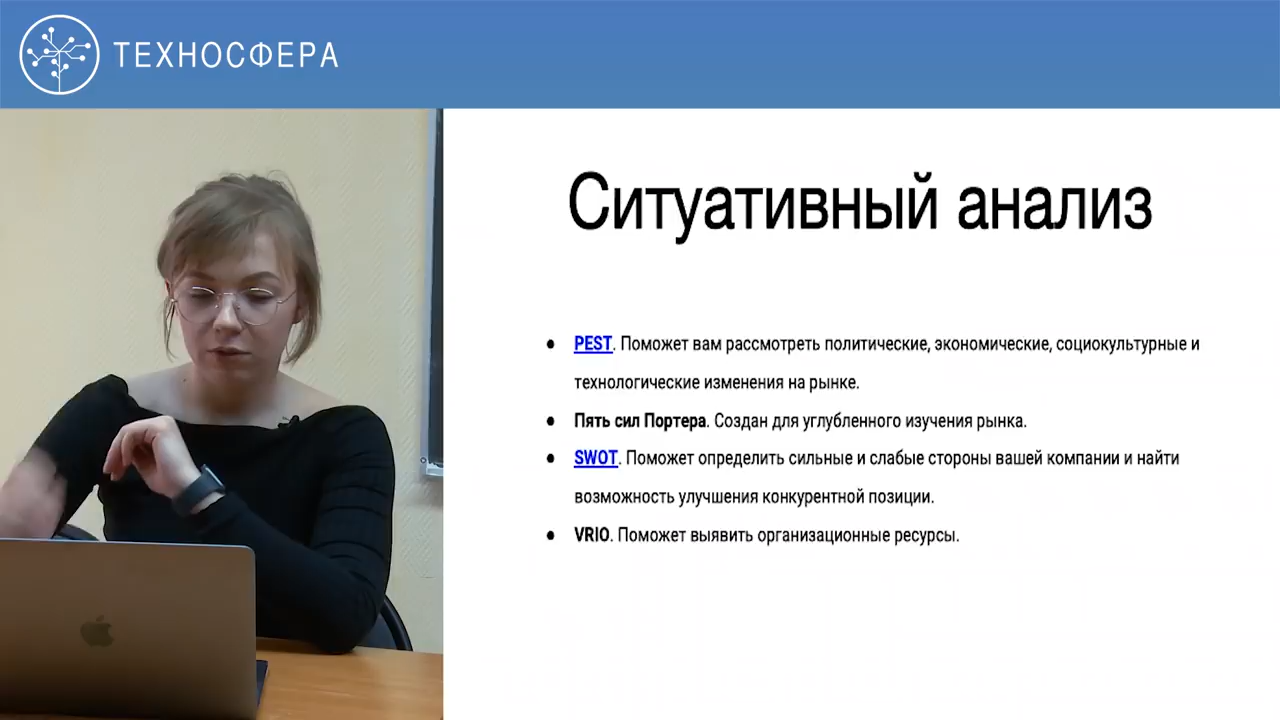 ТЕХНОСФЕРА
Ситуативный анализ
● PEST. Поможет вам рассмотреть политические, экономические, социокультурные и
технологические изменения на рынке.
● Пять сил Портера. Создан для углубленного изучения рынка.
● SWOT. Поможет определить сильные и слабые стороны вашей компании и найти
возможность улучшения конкурентной позиции.
● VRIO. Поможет выявить организационные ресурсы.